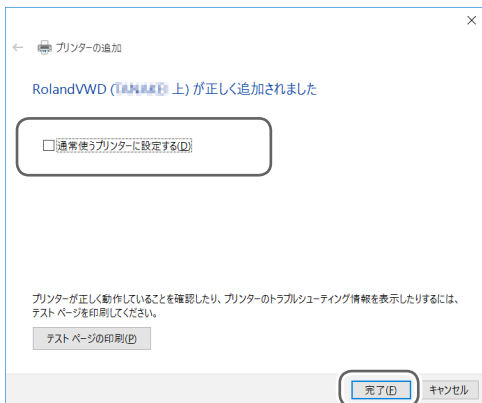 プリンターの追加
RolandVWD ( 上) が正しく追加されました
通常使うプリンターに設定する(D)
プリンターが正しく動作していることを確認したり、プリンターのトラブルシューティング情報を表示したりするには、
テスト ページを印刷してください。
テスト ページの印刷(P)
完了(F)
キャンセル